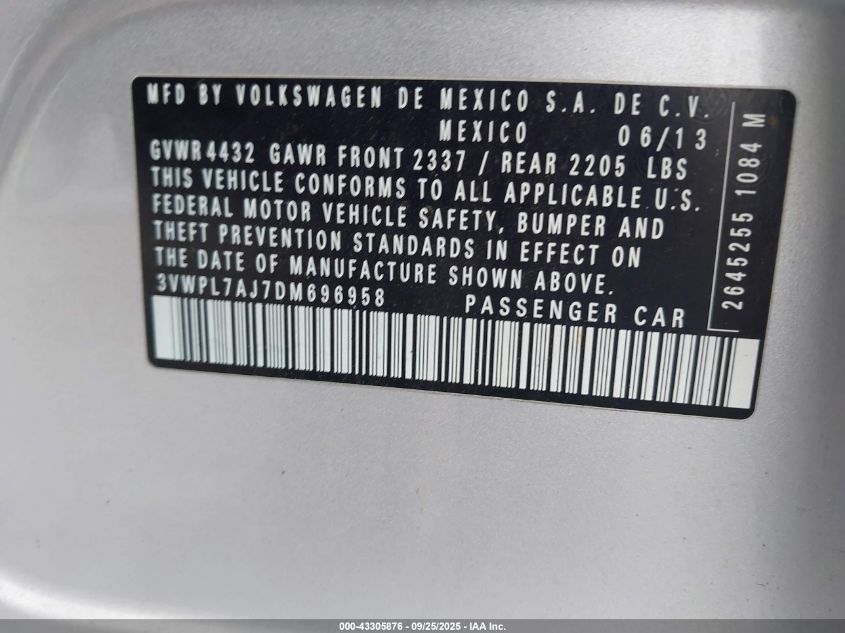 MFD BY VOLKSWAGEN DE MEXICO S.A. DE C.V.
MEXICO 06/13
GVWR 4432 GAWR FRONT 2337 / REAR 2205 LBS
THIS VEHICLE CONFORMS TO ALL APPLICABLE U.S.
FEDERAL MOTOR VEHICLE SAFETY, BUMPER AND
THEFT PREVENTION STANDARDS IN EFFECT ON
THE DATE OF MANUFACTURE SHOWN ABOVE.
3VWPL7AJ7DM696958 PASSENGER CAR
2645255 1084 M
000-43305876 - 09/25/2025 - IAA Inc.